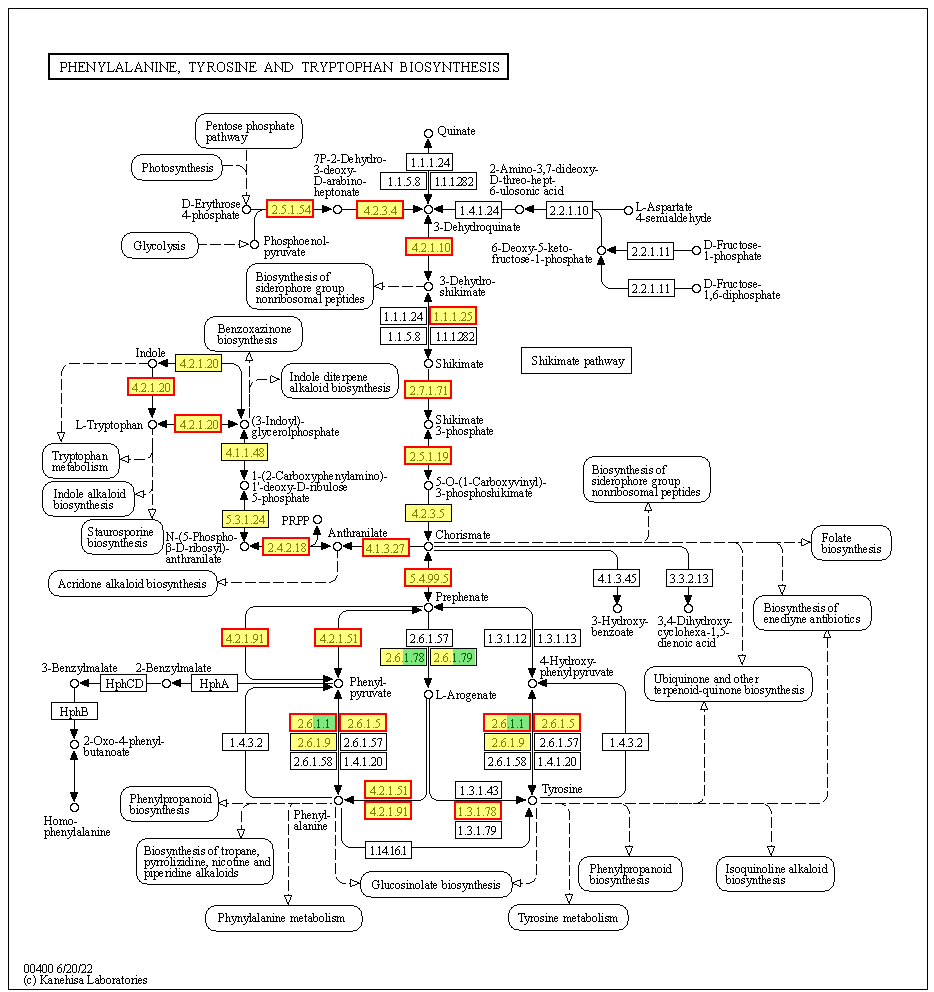 PHENYLALANINE, TYROSINE AND TRYPTOPHAN BIOSYNTHESIS
Pentose phosphate
pathway
Photosynthesis
Quinate
1.1.1.24
1.1.5.8
1.1.1.282
7P-2-Dehydro-
3-deoxy-
D-arabino-
heptonate
2-Amino-3,7-dideoxy-
D-threo-hept-
6-ulosonic acid
D-Erythrose
4-phosphate
2.5.1.54
4.2.3.4
1.4.1.24
2.2.1.10
L-Aspartate
4-semialdehyde
3-Dehydroquinate
Glycolysis
Phosphoenol-
pyruvate
4.2.1.10
6-Deoxy-5-keto-
fructose-1-phosphate
2.2.1.11
D-Fructose-
1-phosphate
2.2.1.11
D-Fructose-
1,6-diphosphate
Biosynthesis of
siderophore group
nonribosomal peptides
3-Dehydro-
shikimate
1.1.1.24
1.1.1.25
1.1.5.8
1.1.1.282
Benzoxazinone
biosynthesis
Shikimate pathway
Indole
4.2.1.20
Shikimate
4.2.1.20
Indole diterpene
alkaloid biosynthesis
2.7.1.71
L-Tryptophan
4.2.1.20
(3-Indoyl)-
glycerolphosphate
Shikimate
3-phosphate
Tryptophan
metabolism
4.1.1.48
2.5.1.19
Indole alkaloid
biosynthesis
1-(2-Carboxyphenylamino)-
1'-deoxy-D-ribulose
5-phosphate
5-O-(1-Carboxyvinyl)-
3-phosphoshikimate
Biosynthesis of
siderophore group
nonribosomal peptides
Staurosporine
biosynthesis
5.3.1.24
PRPP
4.2.3.5
N-(5-Phospho-
β-D-ribosyl)-
anthranilate
2.4.2.18
Anthranilate
4.1.3.27
Chorismate
Folate
biosynthesis
Acridone alkaloid biosynthesis
5.4.99.5
4.1.3.45
3.3.2.13
Prephenate
3-Hydroxy-
benzoate
3,4-Dihydroxy-
cyclohexa-1,5-
dienoic acid
Biosynthesis of
enediyne antibiotics
4.2.1.91
4.2.1.51
2.6.1.57
1.3.1.12
1.3.1.13
2.6.1.78
2.6.1.79
3-Benzylmalate
2-Benzylmalate
HphCD
HphA
Phenyl-
pyruvate
L-Arogenate
4-Hydroxy-
phenylpyruvate
Ubiquinone and other
terpenoid-quinone biosynthesis
HphB
2-Oxo-4-phenyl-
butanoate
1.4.3.2
2.6.1.1
2.6.1.5
2.6.1.9
2.6.1.57
2.6.1.58
1.4.1.20
2.6.1.1
2.6.1.5
2.6.1.9
2.6.1.57
2.6.1.58
1.4.1.20
1.4.3.2
4.2.1.51
4.2.1.91
1.3.1.43
1.3.1.78
1.3.1.79
Tyrosine
Homo-
phenylalanine
Phenylpropanoid
biosynthesis
Phenyl-
alanine
1.14.16.1
Biosynthesis of tropane,
pyrrolizidine, nicotine and
piperidine alkaloids
Glucosinolate biosynthesis
Phenylpropanoid
biosynthesis
Isoquinoline alkaloid
biosynthesis
Phynylalanine metabolism
Tyrosine metabolism
00400 6/20/22
(c) Kanehisa Laboratories